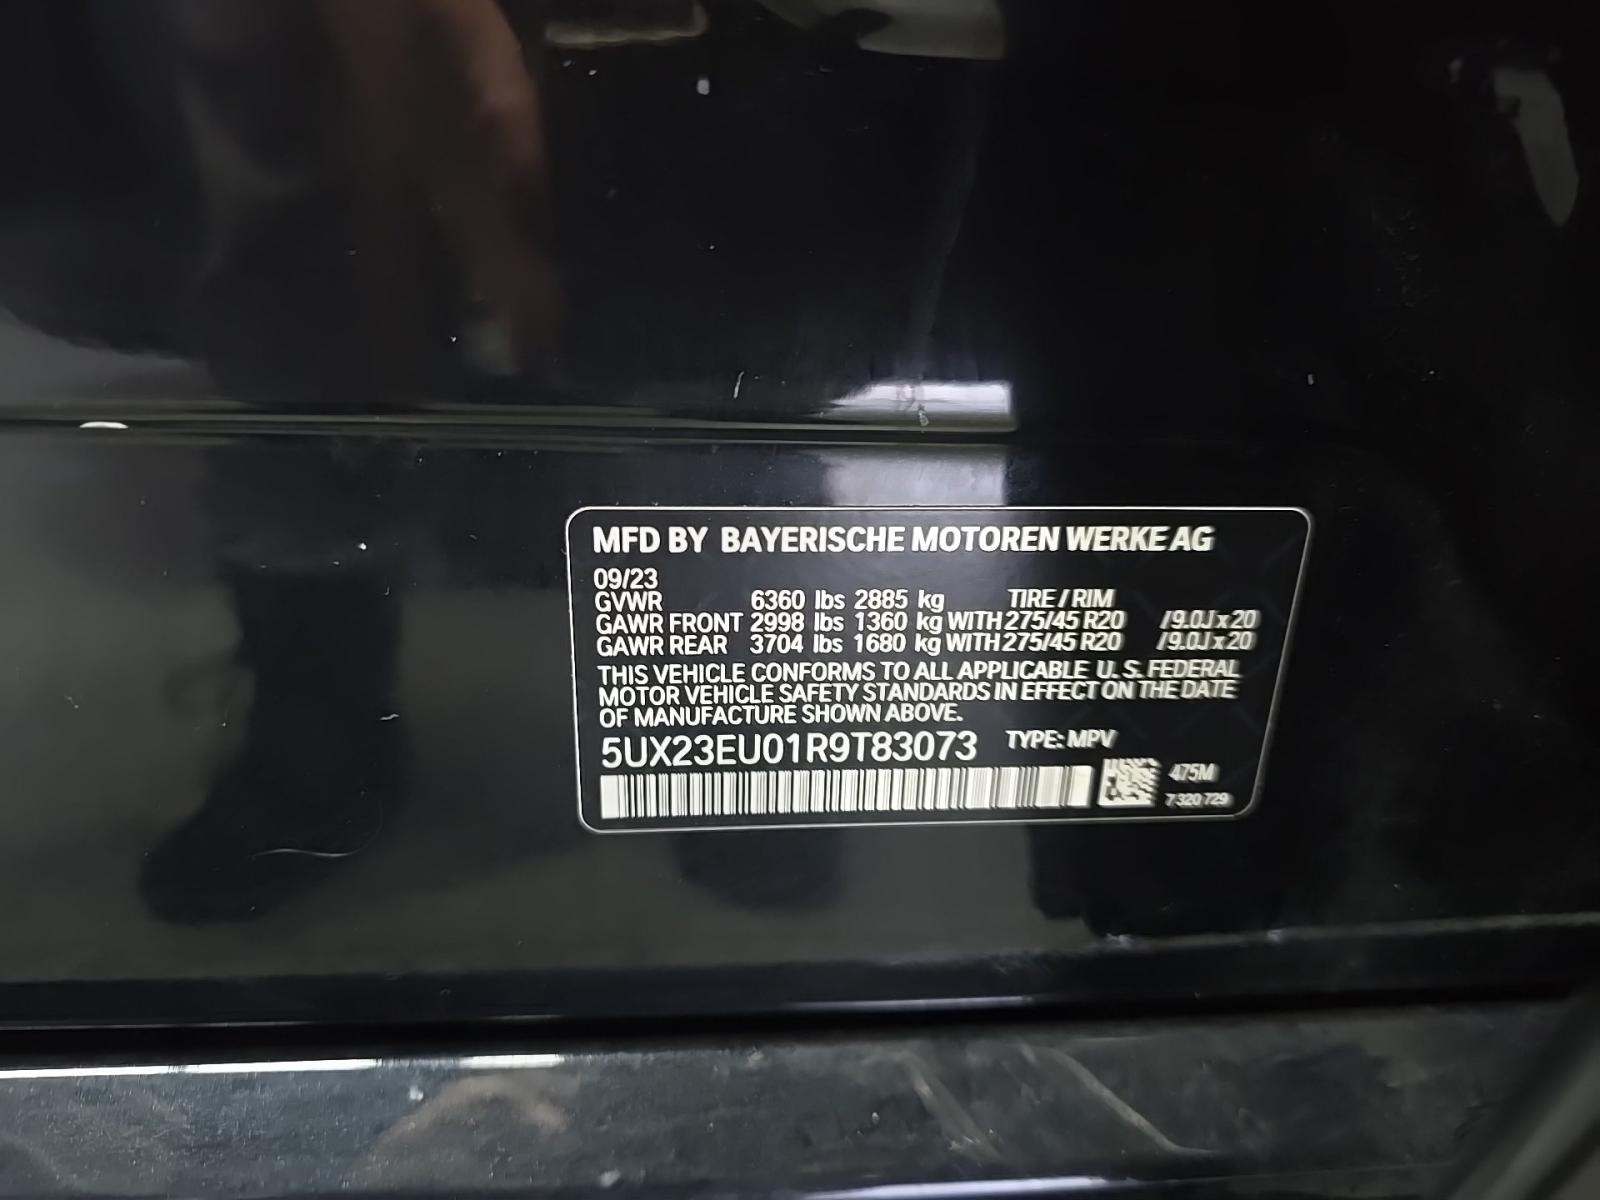 MFD BY BAYERISCHE MOTOREN WERKE AG
09/23
GVWR 6360 lbs 2885 kg TIRE / RIM
GAWR FRONT 2998 lbs 1360 kg WITH 275/45 R20 / 9.0J x 20
GAWR REAR 3704 lbs 1680 kg WITH 275/45 R20 / 9.0J x 20
THIS VEHICLE CONFORMS TO ALL APPLICABLE U.S. FEDERAL
MOTOR VEHICLE SAFETY STANDARDS IN EFFECT ON THE DATE
OF MANUFACTURE SHOWN ABOVE.
5UX23EU01R9T83073 TYPE: MPV
475M
7 320 729